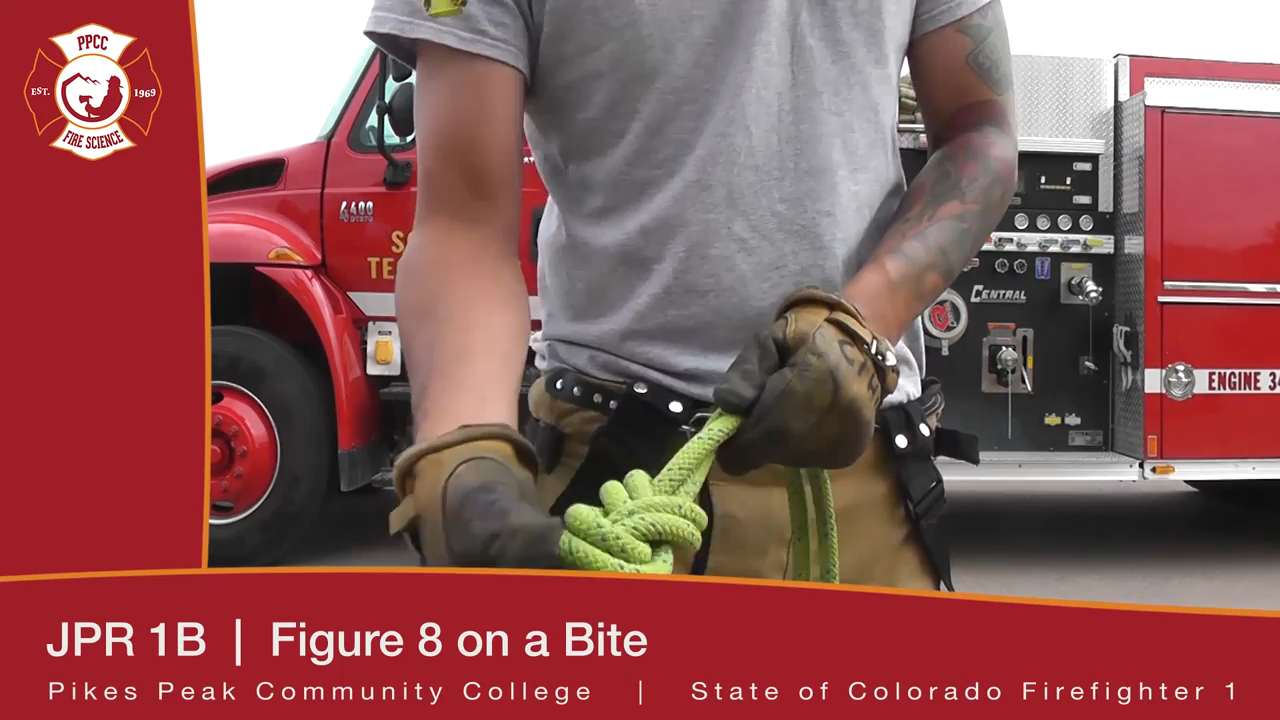 PPCC
EST. 1969
FIRE SCIENCE
4400
CENTRAL
ENGINE 34
JPR 1B | Figure 8 on a Bite
Pikes Peak Community College | State of Colorado Firefighter 1